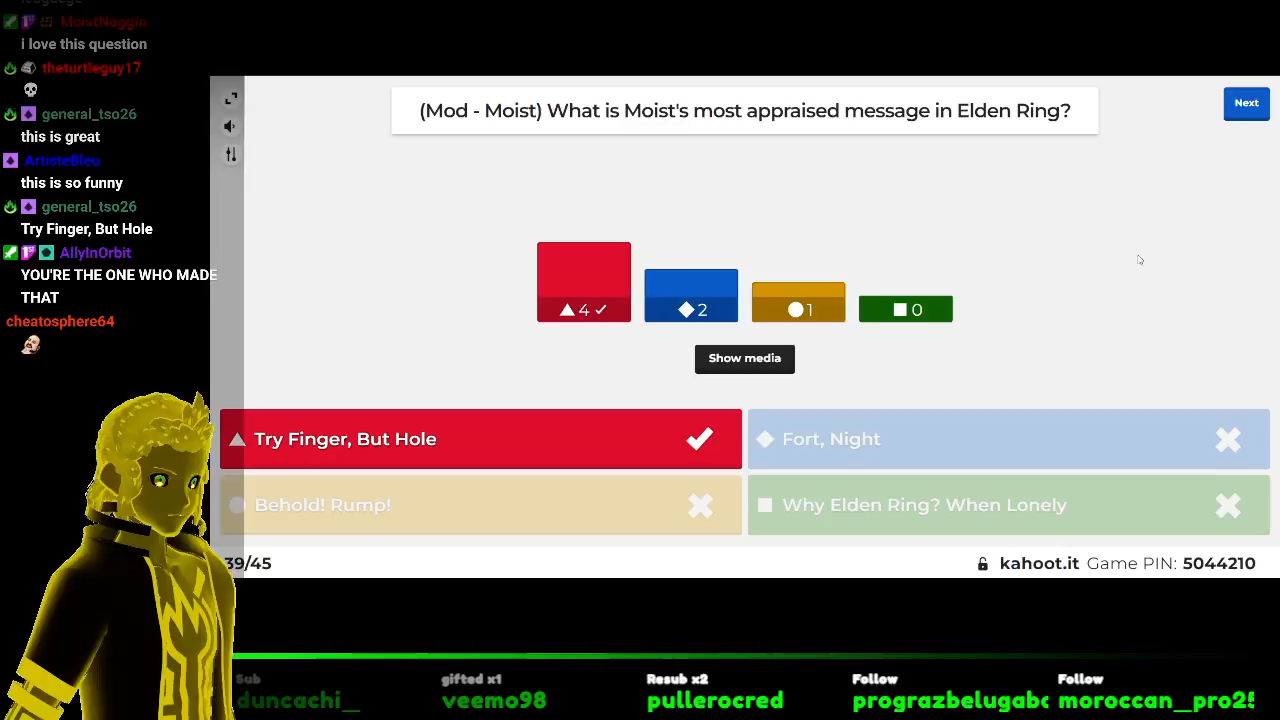 MoistNoggin
i love this question
theturtleguy17
general_tso26
this is great
ArtisteBleu
this is so funny
general_tso26
Try Finger, But Hole
AllyInOrbit
YOU'RE THE ONE WHO MADE
THAT
cheatosphere64
(Mod - Moist) What is Moist's most appraised message in Elden Ring?
Next
4
2
1
0
Show media
Try Finger, But Hole
Fort, Night
Behold! Rump!
Why Elden Ring? When Lonely
39/45
kahoot.it Game PIN: 5044210
Sub
duncachi_
gifted x1
veemo98
Resub x2
pullerocred
Follow
prograzbelugabc
Follow
moroccan_pro25